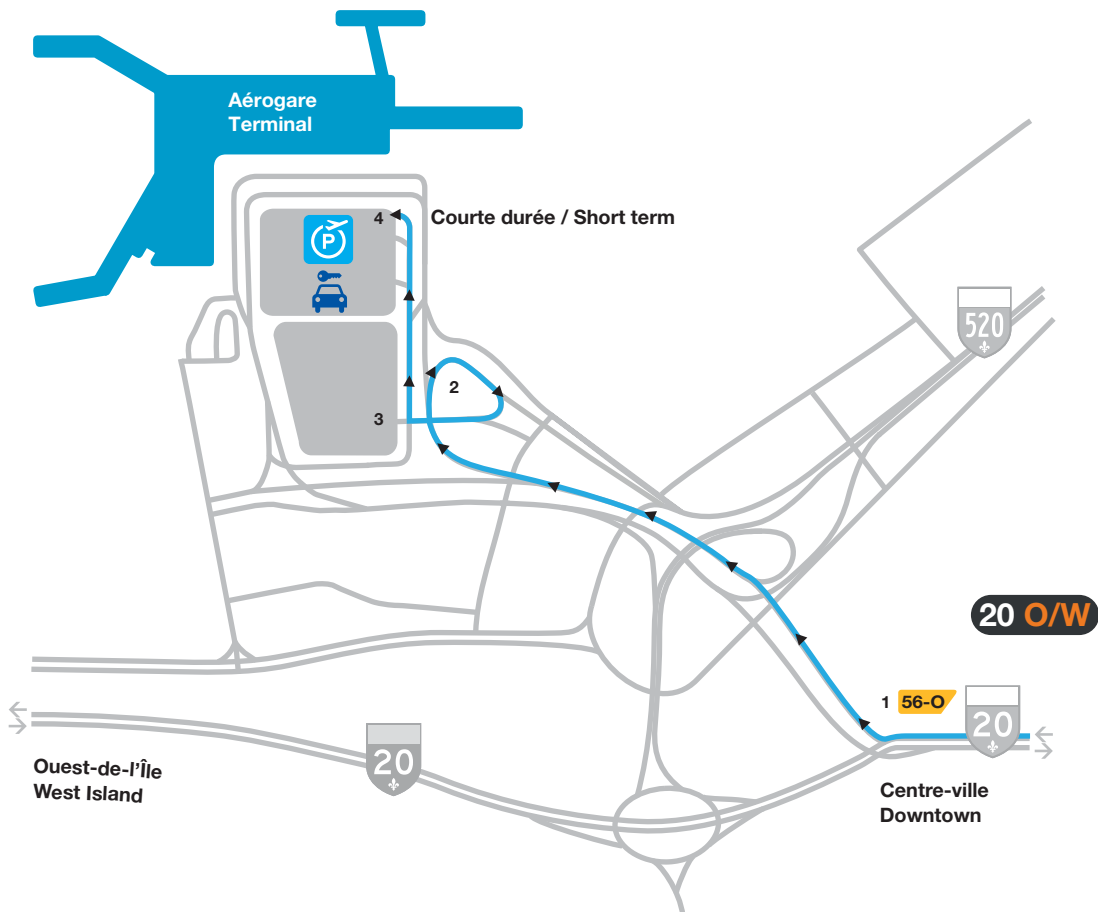 Aérogare
Terminal
4
Courte durée / Short term
P
520
2
3
20 O/W
1 56-O
20
20
Ouest-de-l'Île
West Island
Centre-ville
Downtown